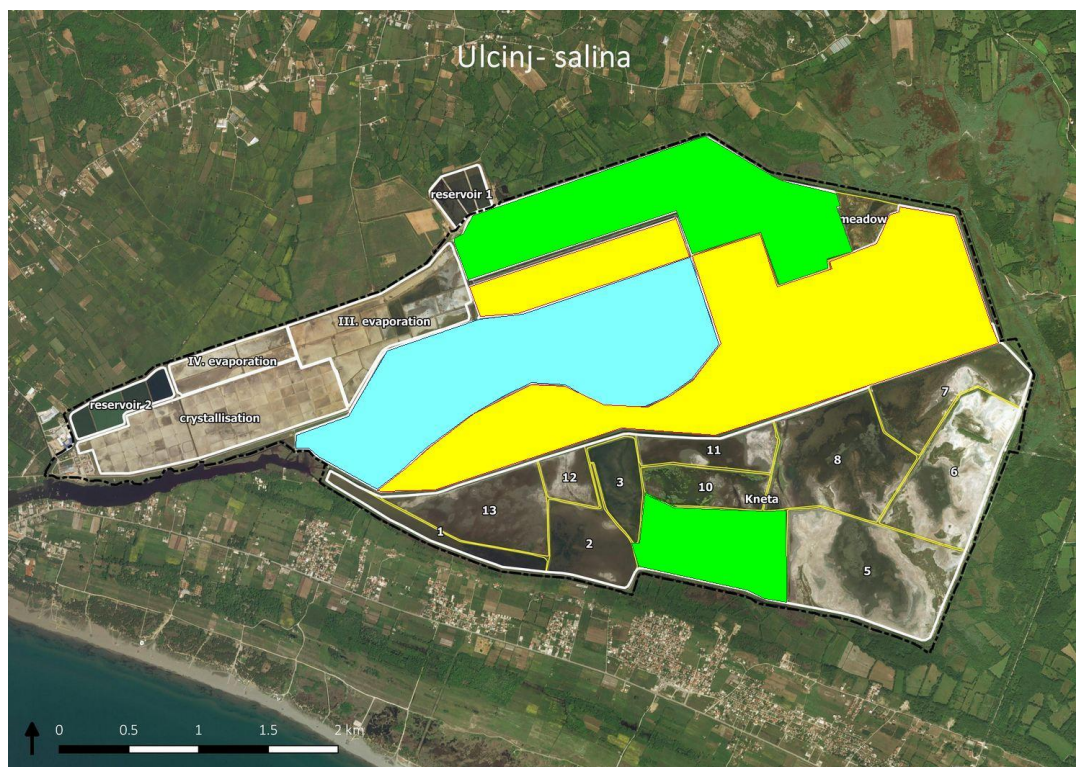 Ulcinj- salina
reservoir 1
meadow
III. evaporation
IV. evaporation
reservoir 2
crystallisation
7
11
12
3
8
6
10
Kneta
13
1
2
5
0 0.5 1 1.5 2 km